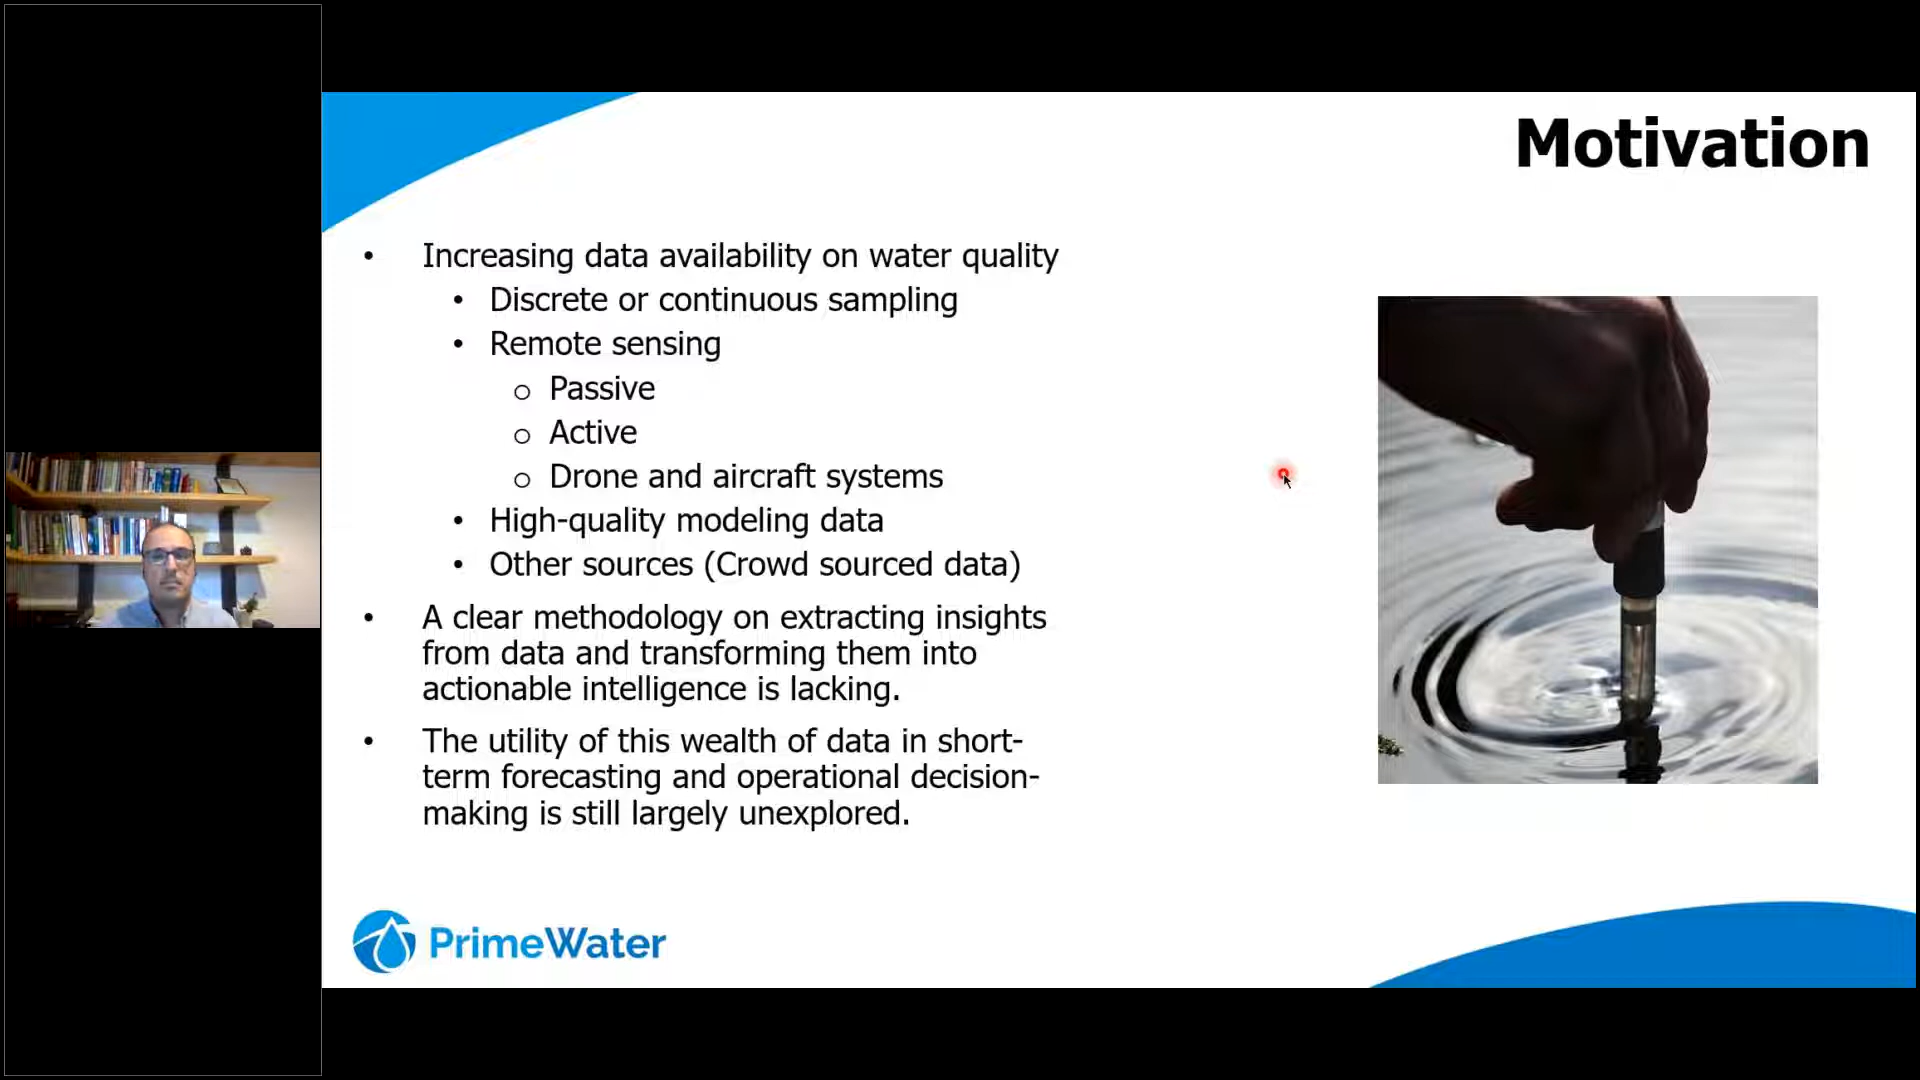 Motivation
• Increasing data availability on water quality
• Discrete or continuous sampling
• Remote sensing
o Passive
o Active
o Drone and aircraft systems
• High-quality modeling data
• Other sources (Crowd sourced data)
• A clear methodology on extracting insights
from data and transforming them into
actionable intelligence is lacking.
• The utility of this wealth of data in short-
term forecasting and operational decision-
making is still largely unexplored.
PrimeWater